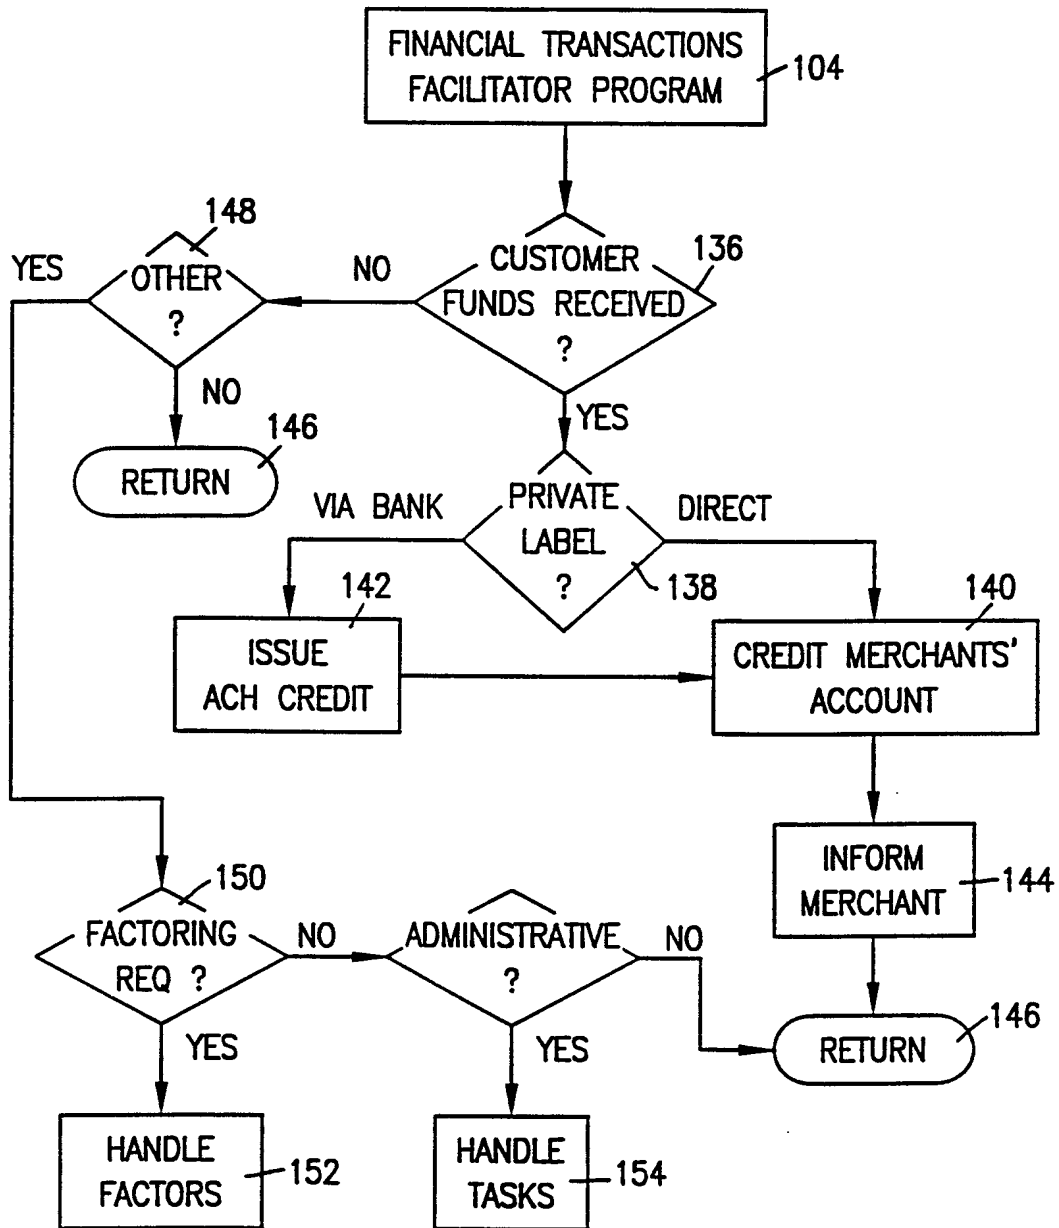 FINANCIAL TRANSACTIONS
FACILITATOR PROGRAM
104
148
YES
OTHER
?
NO
CUSTOMER
FUNDS RECEIVED
?
136
NO
YES
146
RETURN
VIA BANK
PRIVATE
LABEL
?
DIRECT
138
142
ISSUE
ACH CREDIT
140
CREDIT MERCHANTS'
ACCOUNT
INFORM
MERCHANT
144
150
FACTORING
REQ ?
NO
ADMINISTRATIVE
?
NO
YES
YES
146
RETURN
HANDLE
FACTORS
152
HANDLE
TASKS
154